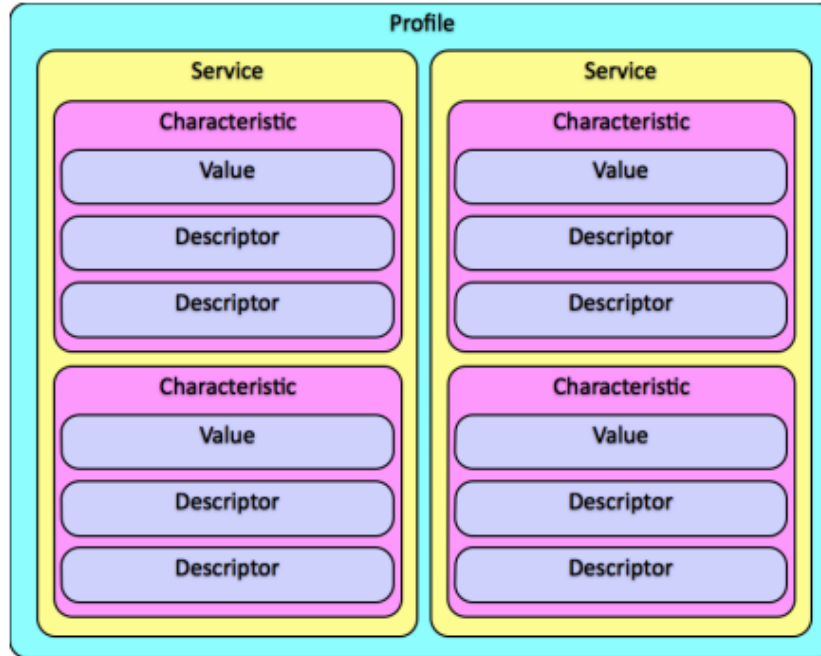 Profile
Service
Characteristic
Value
Descriptor
Descriptor
Characteristic
Value
Descriptor
Descriptor
Service
Characteristic
Value
Descriptor
Descriptor
Characteristic
Value
Descriptor
Descriptor